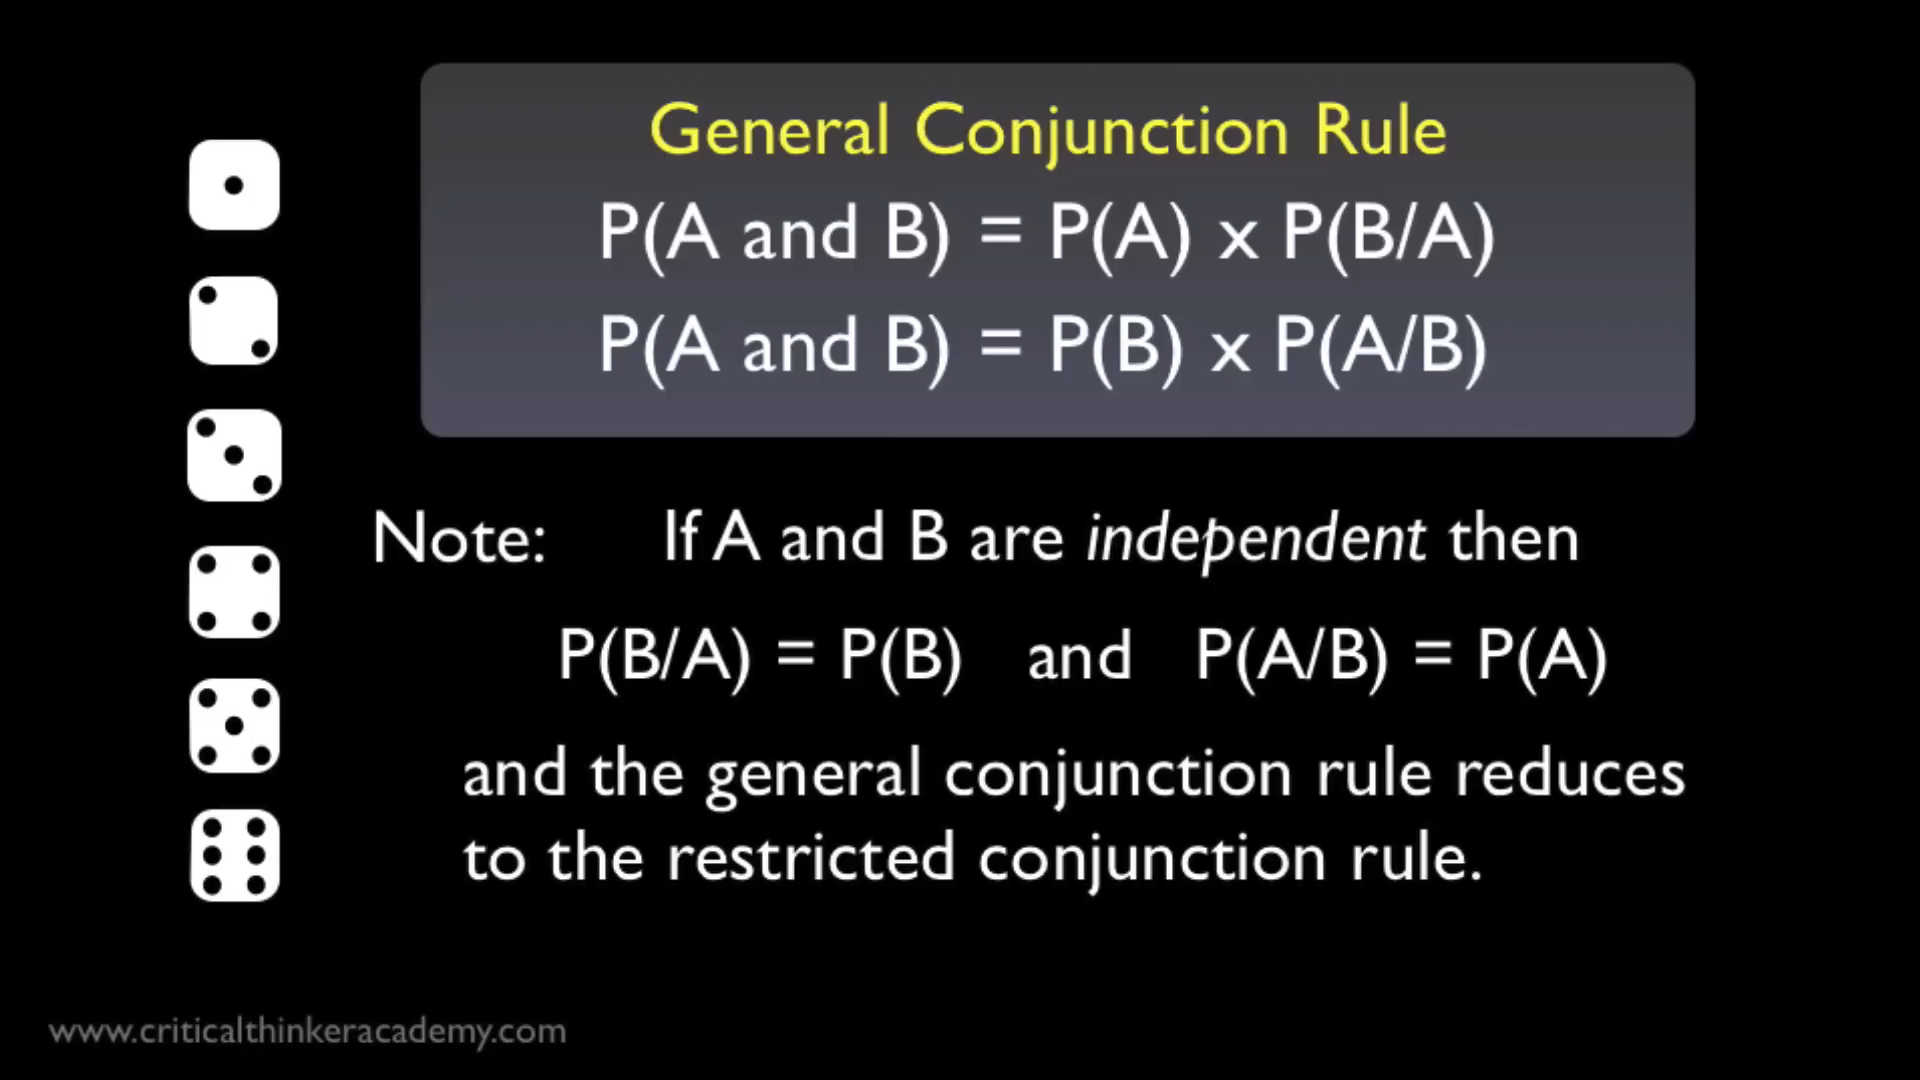 General Conjunction Rule
P(A and B) = P(A) x P(B/A)
P(A and B) = P(B) x P(A/B)
Note: If A and B are independent then
P(B/A) = P(B) and P(A/B) = P(A)
and the general conjunction rule reduces
to the restricted conjunction rule.
www.criticalthinkeracademy.com